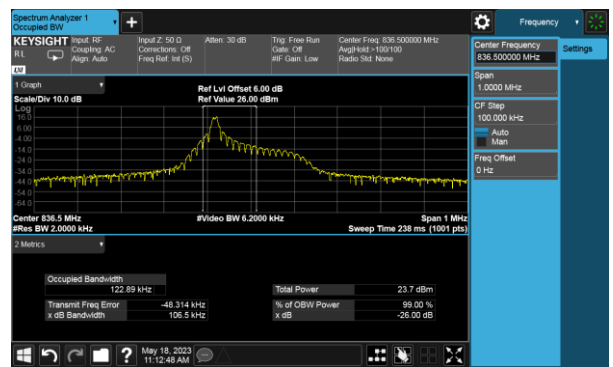 Spectrum Analyzer 1
Occupied BW
Frequency
KEYSIGHT
Input: RF
Input Z: 50 Ω
Atten: 30 dB
Trig: Free Run
Center Freq: 836.500000 MHz
RL
Coupling: AC
Corrections: Off
Gate: Off
Avg|Hold:>100/100
Align: Auto
Freq Ref: Int (S)
#IF Gain: Low
Radio Std: None
LXI
Center Frequency
836.500000 MHz
Settings
Span
1.0000 MHz
CF Step
100.000 kHz
Auto
Man
Freq Offset
0 Hz
1 Graph
Ref Lvl Offset 6.00 dB
Scale/Div 10.0 dB
Ref Value 26.00 dBm
Log
16.0
6.00
-4.00
-14.0
-24.0
-34.0
-44.0
-54.0
-64.0
Center 836.5 MHz
#Video BW 6.2000 kHz
Span 1 MHz
#Res BW 2.0000 kHz
Sweep Time 238 ms (1001 pts)
2 Metrics
Occupied Bandwidth
122.89 kHz
Total Power
23.7 dBm
Transmit Freq Error
-48.314 kHz
% of OBW Power
99.00 %
x dB Bandwidth
106.5 kHz
x dB
-26.00 dB
?
May 18, 2023
11:12:48 AM